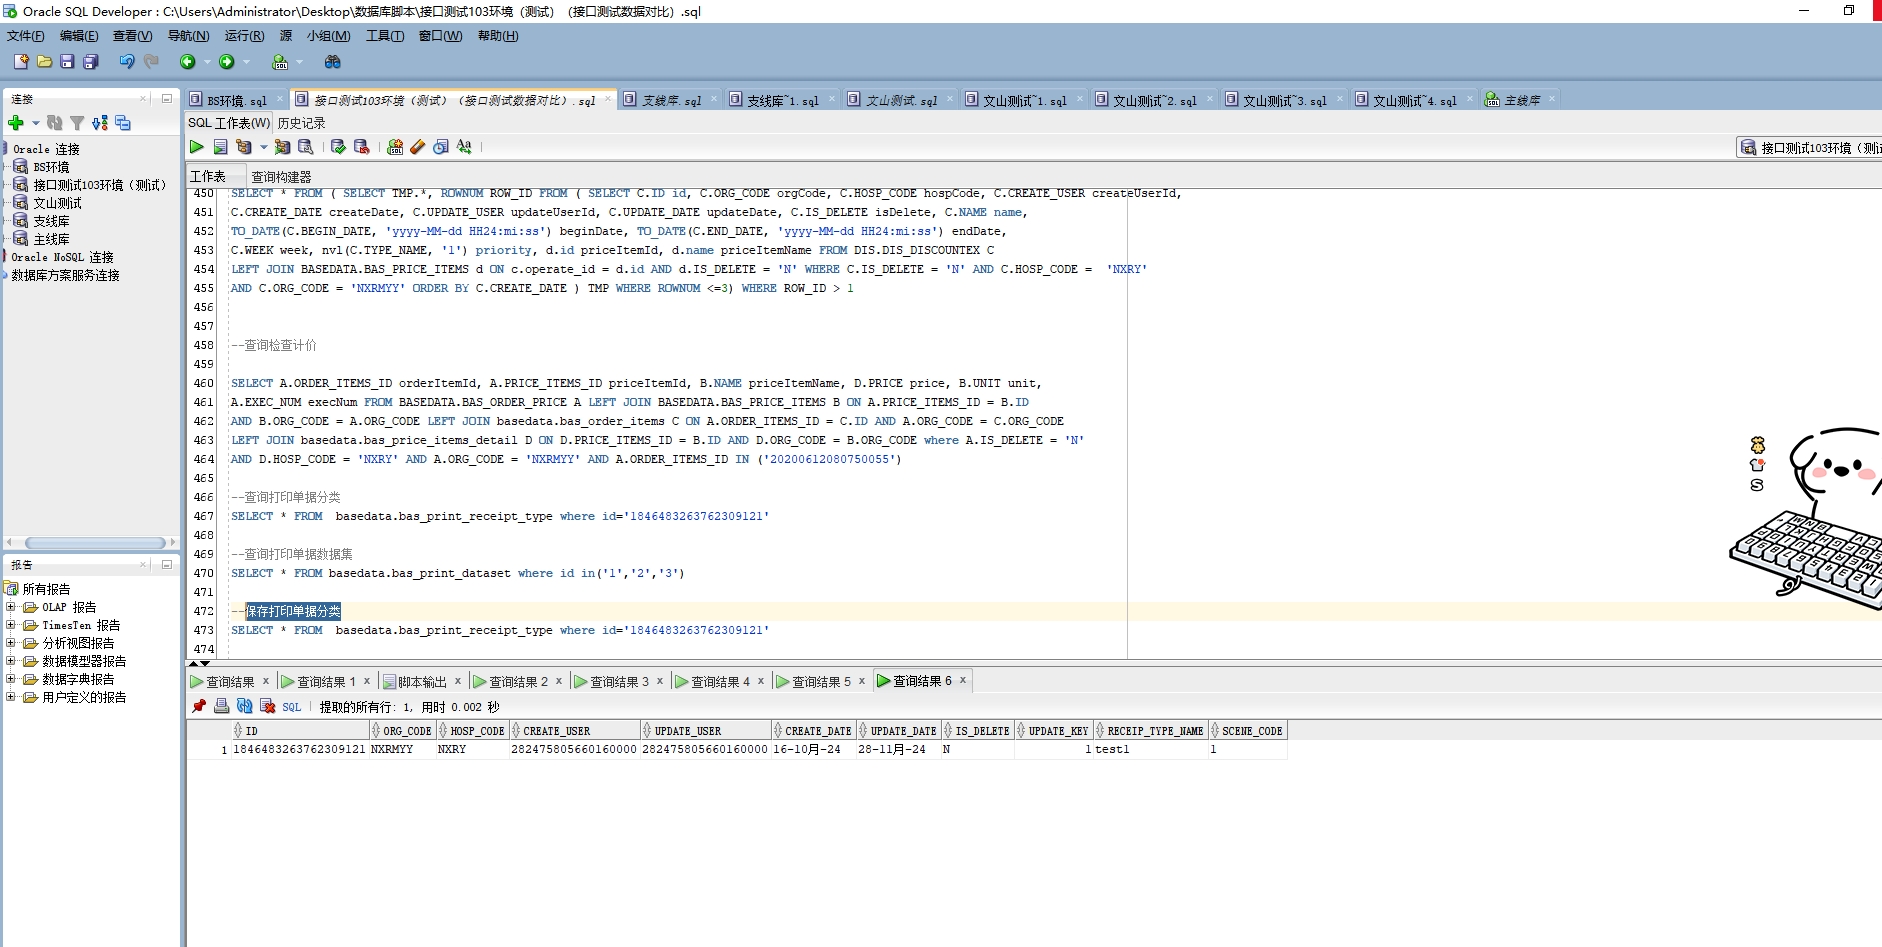 Oracle SQL Developer : C:\Users\Administrator\Desktop\数据库脚本\接口测试103环境（测试）（接口测试数据对比）.sql
文件(F) 编辑(E) 查看(V) 导航(N) 运行(R) 源 小组(M) 工具(T) 窗口(W) 帮助(H)
连接
Oracle 连接
BS环境
接口测试103环境（测试）
文山测试
支线库
主线库
Oracle NoSQL 连接
数据库方案服务连接
报告
所有报告
OLAP 报告
TimesTen 报告
分析视图报告
数据模型器报告
数据字典报告
用户定义的报告
BS环境.sql 接口测试103环境（测试）（接口测试数据对比）.sql 支线库.sql 支线库~1.sql 文山测试.sql 文山测试~1.sql 文山测试~2.sql 文山测试~3.sql 文山测试~4.sql 主线库
SQL 工作表(W) 历史记录
接口测试103环境（测试
工作表 查询构建器
450 SELECT * FROM ( SELECT TMP.*, ROWNUM ROW_ID FROM ( SELECT C.ID id, C.ORG_CODE orgCode, C.HOSP_CODE hospCode, C.CREATE_USER createUserId,
451 C.CREATE_DATE createDate, C.UPDATE_USER updateUserId, C.UPDATE_DATE updateDate, C.IS_DELETE isDelete, C.NAME name,
452 TO_DATE(C.BEGIN_DATE, 'yyyy-MM-dd HH24:mi:ss') beginDate, TO_DATE(C.END_DATE, 'yyyy-MM-dd HH24:mi:ss') endDate,
453 C.WEEK week, nvl(C.TYPE_NAME, '1') priority, d.id priceItemId, d.name priceItemName FROM DIS.DIS_DISCOUNTEX C
454 LEFT JOIN BASEDATA.BAS_PRICE_ITEMS d ON c.operate_id = d.id AND d.IS_DELETE = 'N' WHERE C.IS_DELETE = 'N' AND C.HOSP_CODE =  'NXRY'
455 AND C.ORG_CODE = 'NXRMYY' ORDER BY C.CREATE_DATE ) TMP WHERE ROWNUM <=3) WHERE ROW_ID > 1
456
457
458 --查询检查计价
459
460 SELECT A.ORDER_ITEMS_ID orderItemId, A.PRICE_ITEMS_ID priceItemId, B.NAME priceItemName, D.PRICE price, B.UNIT unit,
461 A.EXEC_NUM execNum FROM BASEDATA.BAS_ORDER_PRICE A LEFT JOIN BASEDATA.BAS_PRICE_ITEMS B ON A.PRICE_ITEMS_ID = B.ID
462 AND B.ORG_CODE = A.ORG_CODE LEFT JOIN basedata.bas_order_items C ON A.ORDER_ITEMS_ID = C.ID AND A.ORG_CODE = C.ORG_CODE
463 LEFT JOIN basedata.bas_price_items_detail D ON D.PRICE_ITEMS_ID = B.ID AND D.ORG_CODE = B.ORG_CODE where A.IS_DELETE = 'N'
464 AND D.HOSP_CODE = 'NXRY' AND A.ORG_CODE = 'NXRMYY' AND A.ORDER_ITEMS_ID IN ('20200612080750055')
465
466 --查询打印单据分类
467 SELECT * FROM  basedata.bas_print_receipt_type where id='1846483263762309121'
468
469 --查询打印单据数据集
470 SELECT * FROM basedata.bas_print_dataset where id in('1','2','3')
471
472 --保存打印单据分类
473 SELECT * FROM  basedata.bas_print_receipt_type where id='1846483263762309121'
474
查询结果 查询结果 1 脚本输出 查询结果 2 查询结果 3 查询结果 4 查询结果 5 查询结果 6
SQL 提取的所有行: 1, 用时 0.002 秒
ID ORG_CODE HOSP_CODE CREATE_USER UPDATE_USER CREATE_DATE UPDATE_DATE IS_DELETE UPDATE_KEY RECEIP_TYPE_NAME SCENE_CODE
1 1846483263762309121 NXRMYY NXRY 282475805660160000 282475805660160000 16-10月-24 28-11月-24 N 1 test1 1